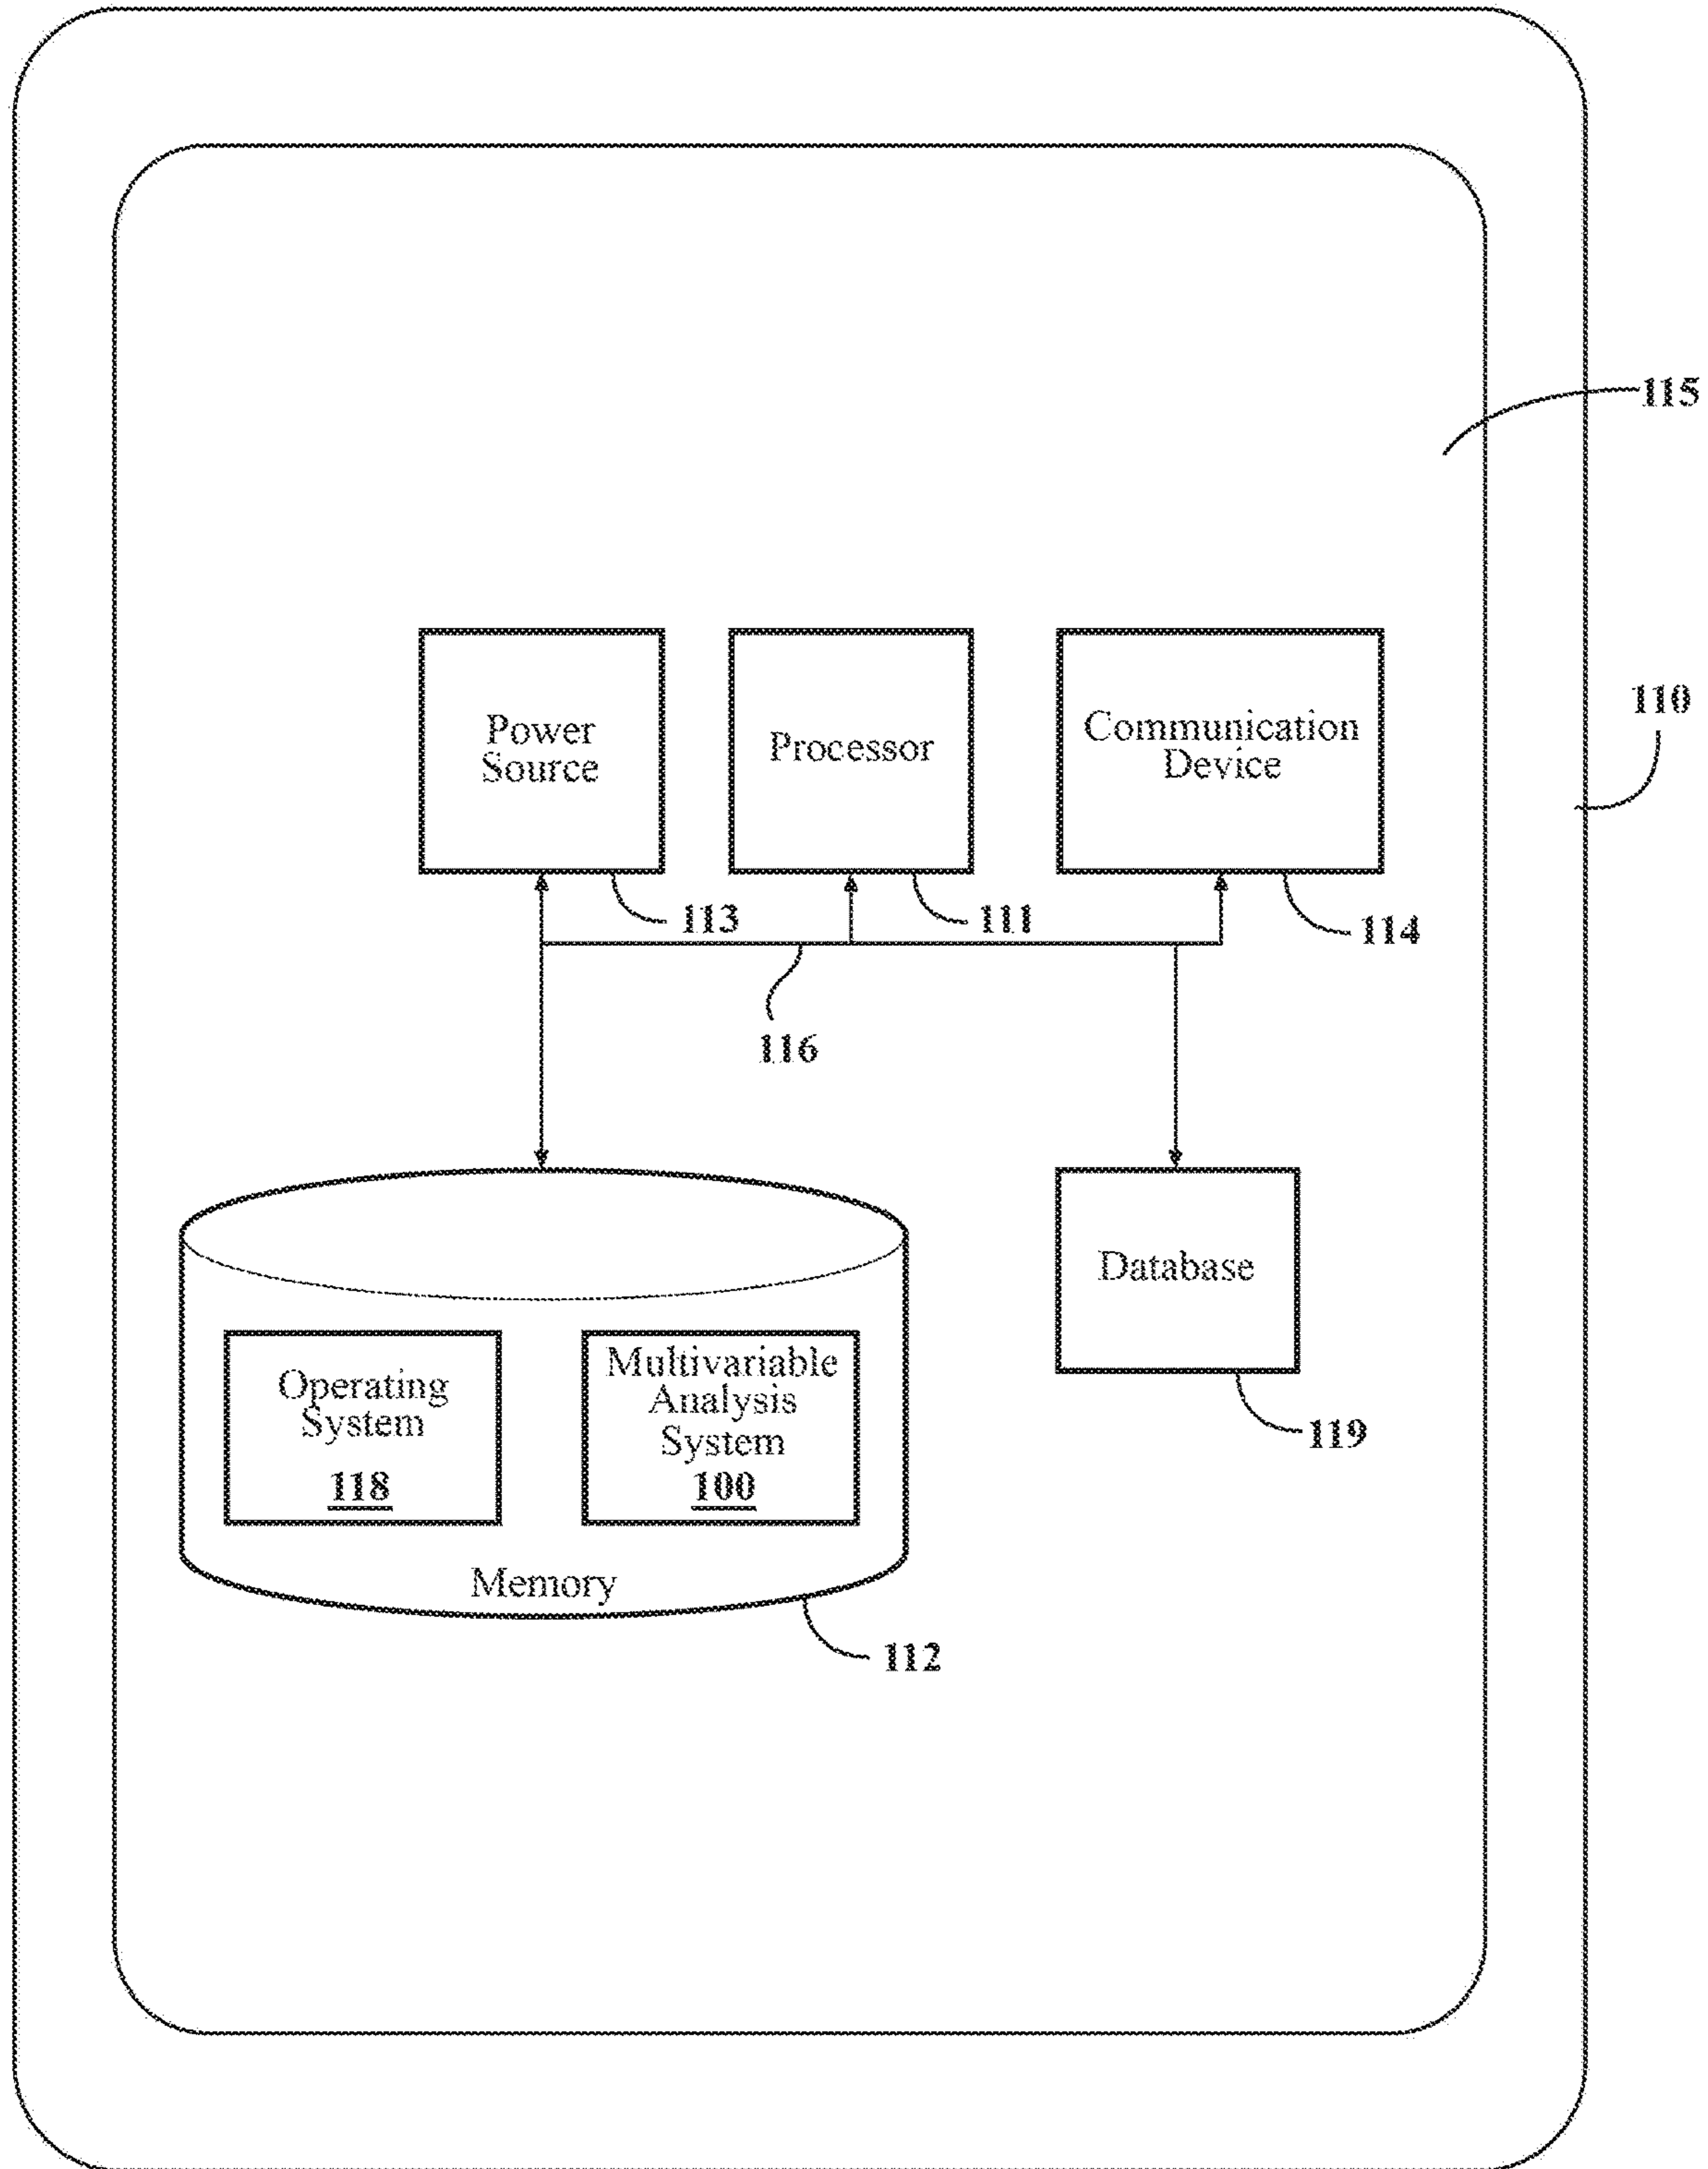 115
110
Power
Source
Processor
Communication
Device
113
111
114
116
Database
Operating
System
118
Multivariable
Analysis
System
100
119
Memory
112